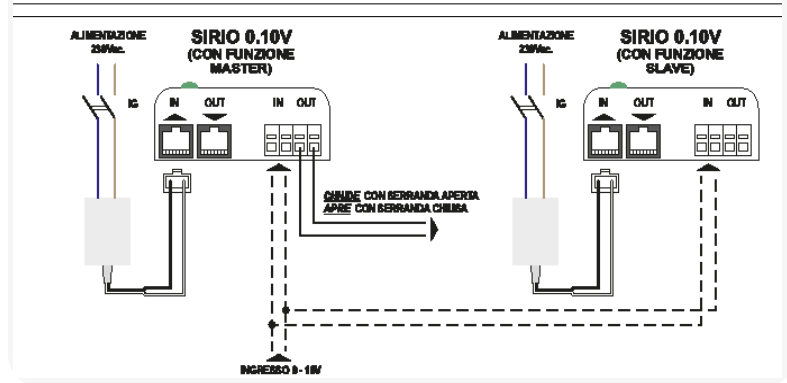 ALIMENTAZIONE
230Vac.
SIRIO 0.10V
(CON FUNZIONE
MASTER)
IG
IN OUT
IN OUT
CHIUDE CON SERRANDA APERTA
APRE CON SERRANDA CHIUSA
INGRESSO 0 - 10V
ALIMENTAZIONE
230Vac.
SIRIO 0.10V
(CON FUNZIONE
SLAVE)
IG
IN OUT
IN OUT